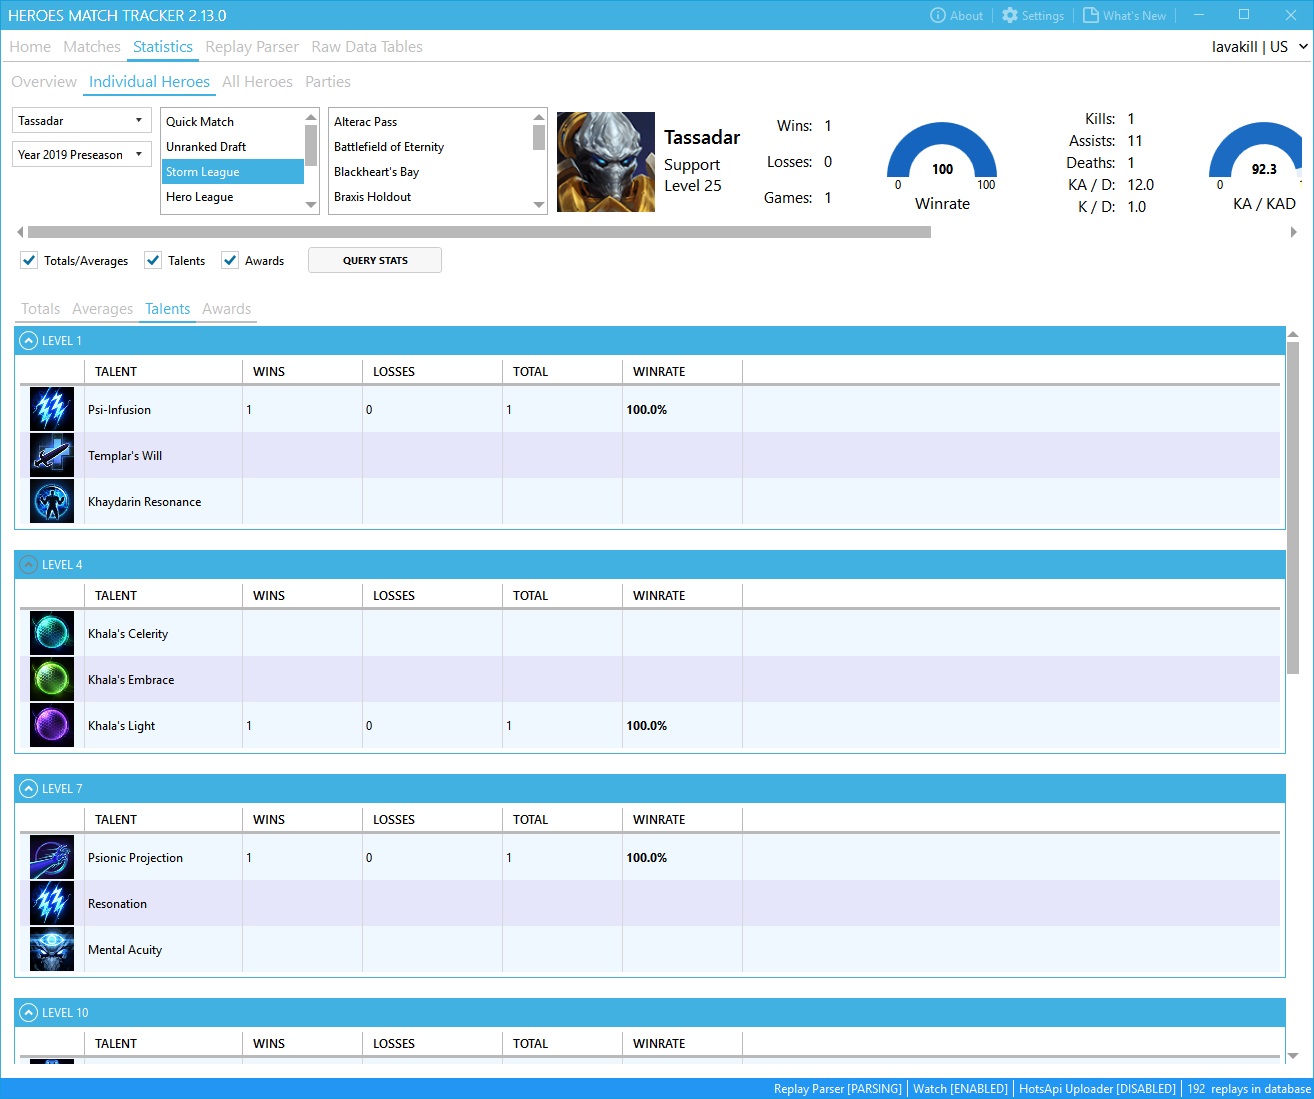 HEROES MATCH TRACKER 2.13.0 About Settings What's New
Home Matches Statistics Replay Parser Raw Data Tables lavakill | US
Overview Individual Heroes All Heroes Parties
Tassadar
Year 2019 Preseason
Quick Match
Unranked Draft
Storm League
Hero League
Alterac Pass
Battlefield of Eternity
Blackheart's Bay
Braxis Holdout
Tassadar
Support
Level 25
Wins: 1
Losses: 0
Games: 1
100
0 100
Winrate
Kills: 1
Assists: 11
Deaths: 1
KA / D: 12.0
K / D: 1.0
92.3
0
KA / KAD
Totals/Averages Talents Awards QUERY STATS
Totals Averages Talents Awards
LEVEL 1
TALENT WINS LOSSES TOTAL WINRATE
Psi-Infusion 1 0 1 100.0%
Templar's Will
Khaydarin Resonance
LEVEL 4
TALENT WINS LOSSES TOTAL WINRATE
Khala's Celerity
Khala's Embrace
Khala's Light 1 0 1 100.0%
LEVEL 7
TALENT WINS LOSSES TOTAL WINRATE
Psionic Projection 1 0 1 100.0%
Resonation
Mental Acuity
LEVEL 10
TALENT WINS LOSSES TOTAL WINRATE
Replay Parser [PARSING] Watch [ENABLED] HotsApi Uploader [DISABLED] 192 replays in database